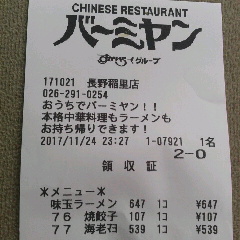 CHINESE RESTAURANT
バーミヤン
すかいらーくグループ
171021 長野稲里店
026-291-0254
おうちでバーミヤン!!
本格中華料理もラーメンも
お持ち帰りできます!
2017/11/24 23:27 1-07921 1名
2-0
領収証
*メニュー*
味玉ラーメン 647 1コ ¥647
76 焼餃子 107 1コ ¥107
77 海老羽 539 1コ ¥539